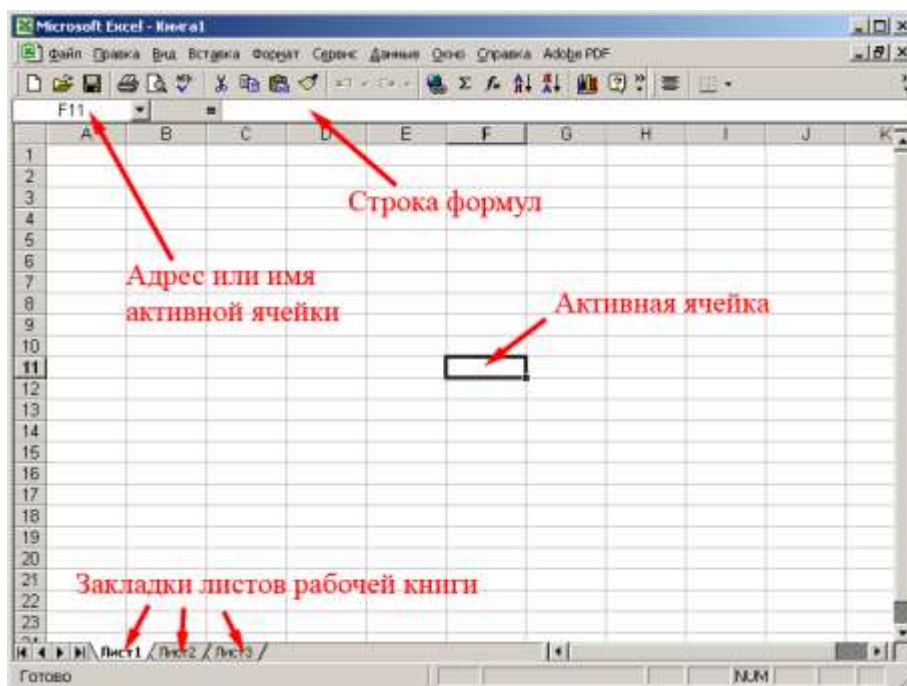 Microsoft Excel - Книга1
Файл Правка Вид Вставка Формат Сервис Данные Окно Справка Adobe PDF
F11 =
A B C D E F G H I J K
1
2
3
Строка формул
4
5
6
Адрес или имя
7
активной ячейки
8
Активная ячейка
9
10
11
12
13
14
15
16
17
18
19
20
21
Закладки листов рабочей книги
22
23
Лист1 Лист2 Лист3
Готово NUM